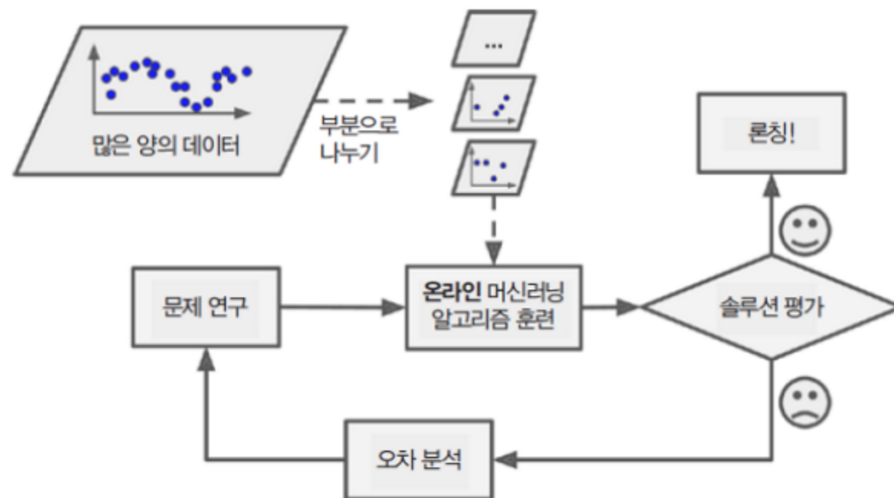 많은 양의 데이터
부분으로
나누기
...
론칭!
문제 연구
온라인 머신러닝
알고리즘 훈련
솔루션 평가
오차 분석